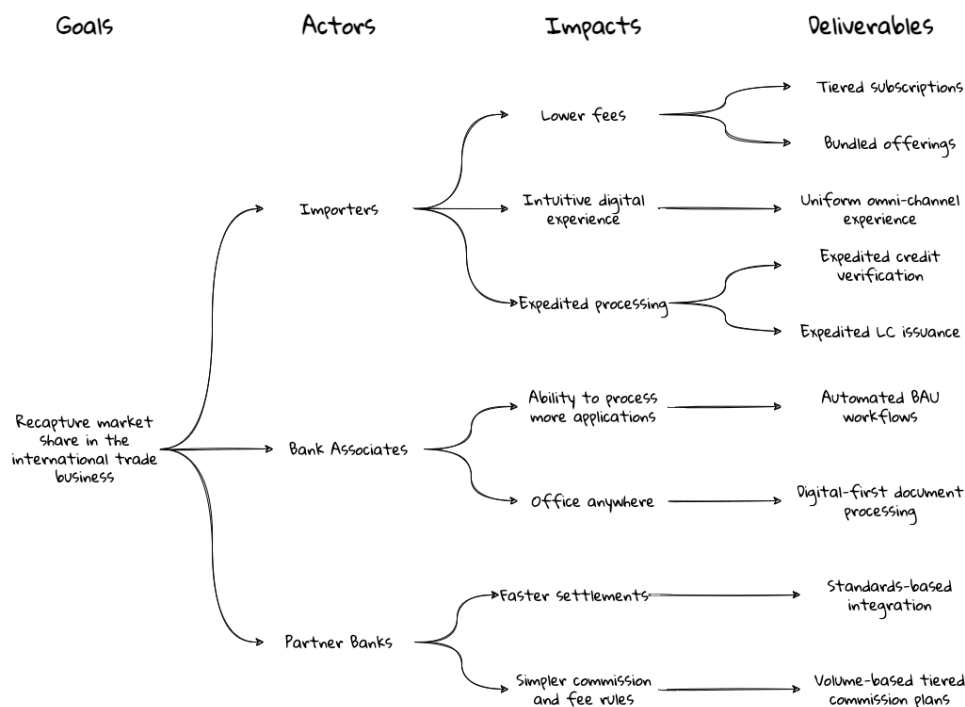 Goals
Actors
Impacts
Deliverables
Recapture market
share in the
international trade
business
Importers
Lower fees
Tiered subscriptions
Bundled offerings
Intuitive digital
experience
Uniform omni-channel
experience
Expedited processing
Expedited credit
verification
Expedited LC issuance
Bank Associates
Ability to process
more applications
Automated BAU
workflows
Office anywhere
Digital-first document
processing
Partner Banks
Faster settlements
Standards-based
integration
Simpler commission
and fee rules
Volume-based tiered
commission plans